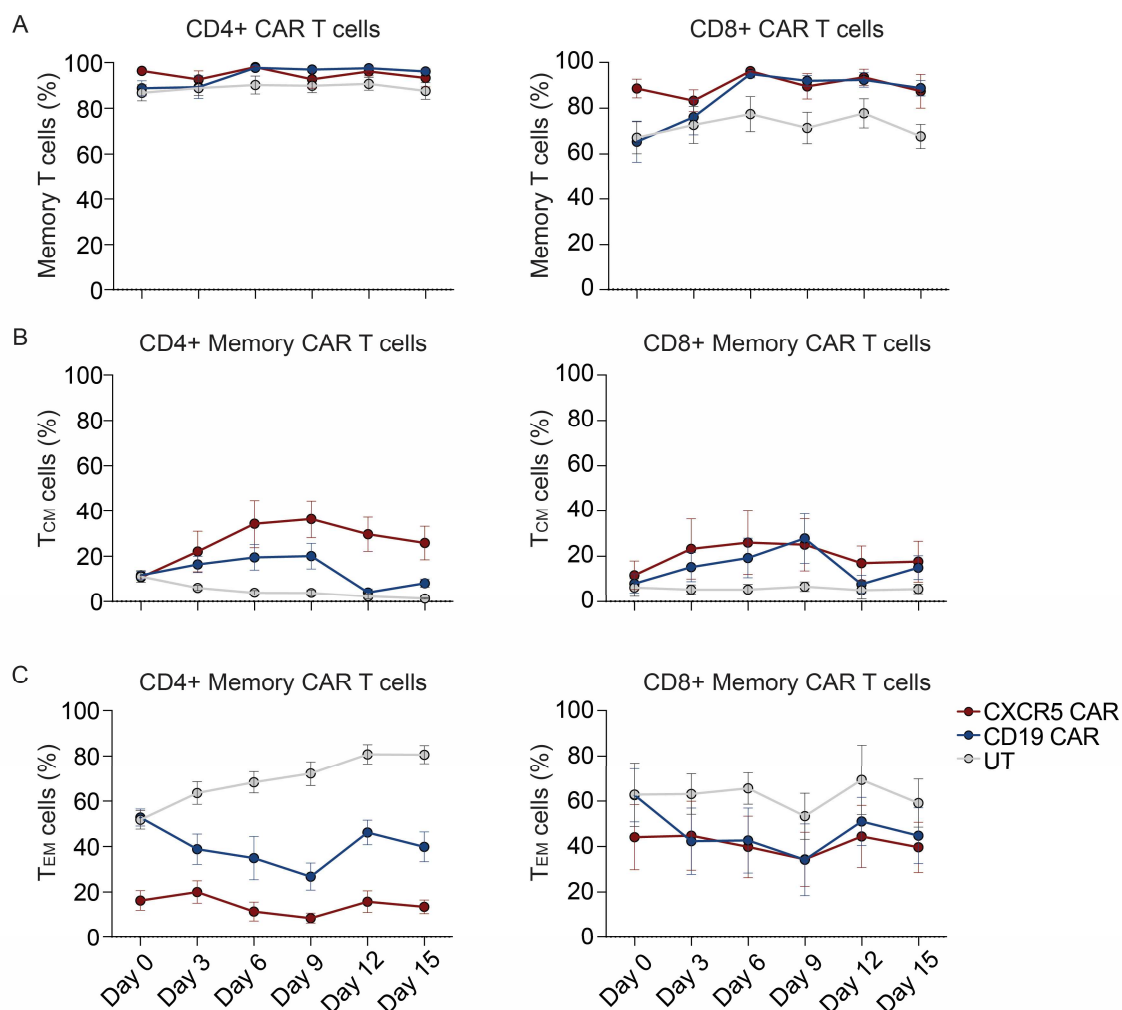 A
CD4+ CAR T cells
CD8+ CAR T cells
Memory T cells (%)
100
80
60
40
20
0
Memory T cells (%)
100
80
60
40
20
0
B
CD4+ Memory CAR T cells
CD8+ Memory CAR T cells
TCM cells (%)
100
80
60
40
20
0
TCM cells (%)
100
80
60
40
20
0
C
CD4+ Memory CAR T cells
CD8+ Memory CAR T cells
TEM cells (%)
100
80
60
40
20
0
Day 0
Day 3
Day 6
Day 9
Day 12
Day 15
TEM cells (%)
100
80
60
40
20
0
Day 0
Day 3
Day 6
Day 9
Day 12
Day 15
CXCR5 CAR
CD19 CAR
UT